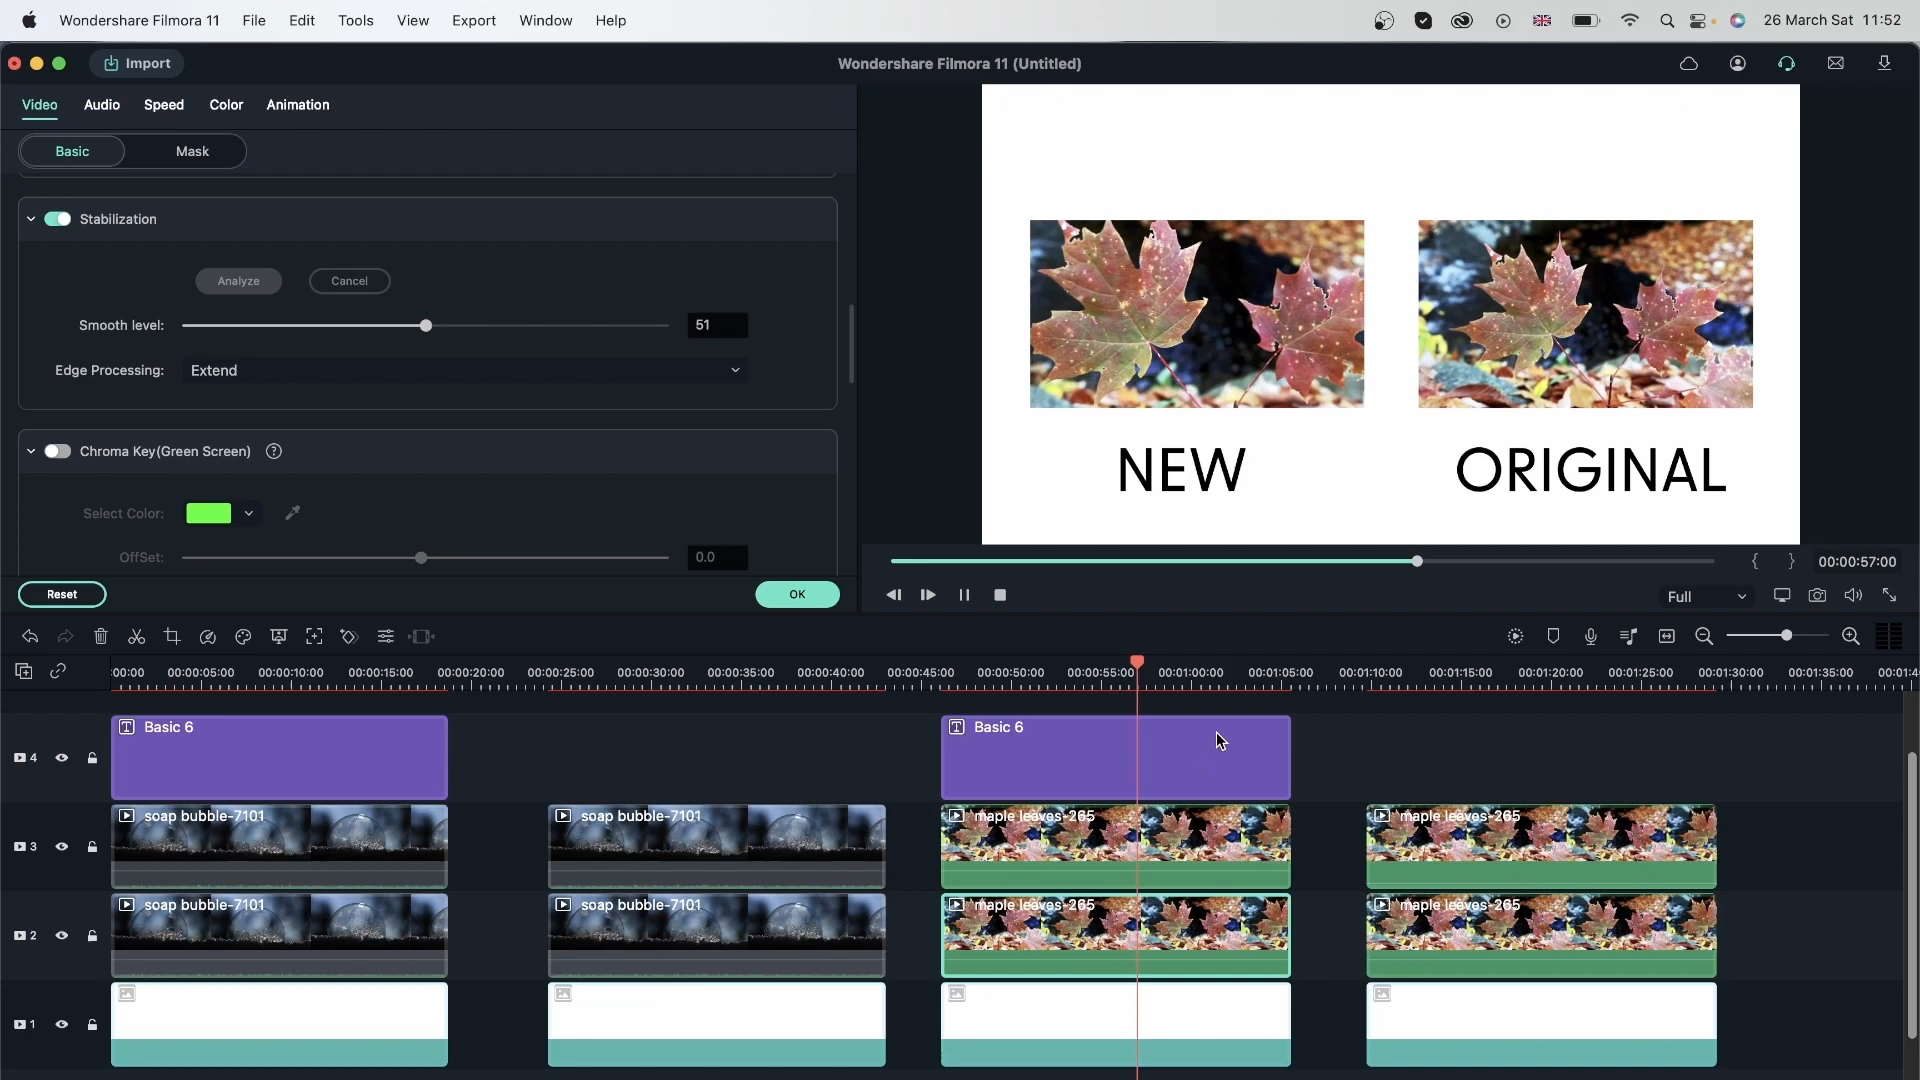 Wondershare Filmora 11 File Edit Tools View Export Window Help 26 March Sat 11:52
Import Wondershare Filmora 11 (Untitled)
Video Audio Speed Color Animation
Basic Mask
Stabilization
Analyze Cancel
Smooth level: 51
Edge Processing: Extend
Chroma Key(Green Screen) ?
Select Color:
OffSet: 0.0
Reset OK
NEW ORIGINAL
{ } 00:00:57:00
Full
:00:00 00:00:05:00 00:00:10:00 00:00:15:00 00:00:20:00 00:00:25:00 00:00:30:00 00:00:35:00 00:00:40:00 00:00:45:00 00:00:50:00 00:00:55:00 00:01:00:00 00:01:05:00 00:01:10:00 00:01:15:00 00:01:20:00 00:01:25:00 00:01:30:00 00:01:35:00 00:01:4
4 T Basic 6 T Basic 6
3 soap bubble-7101 soap bubble-7101 maple leaves-265 maple leaves-265
2 soap bubble-7101 soap bubble-7101 maple leaves-265 maple leaves-265
1